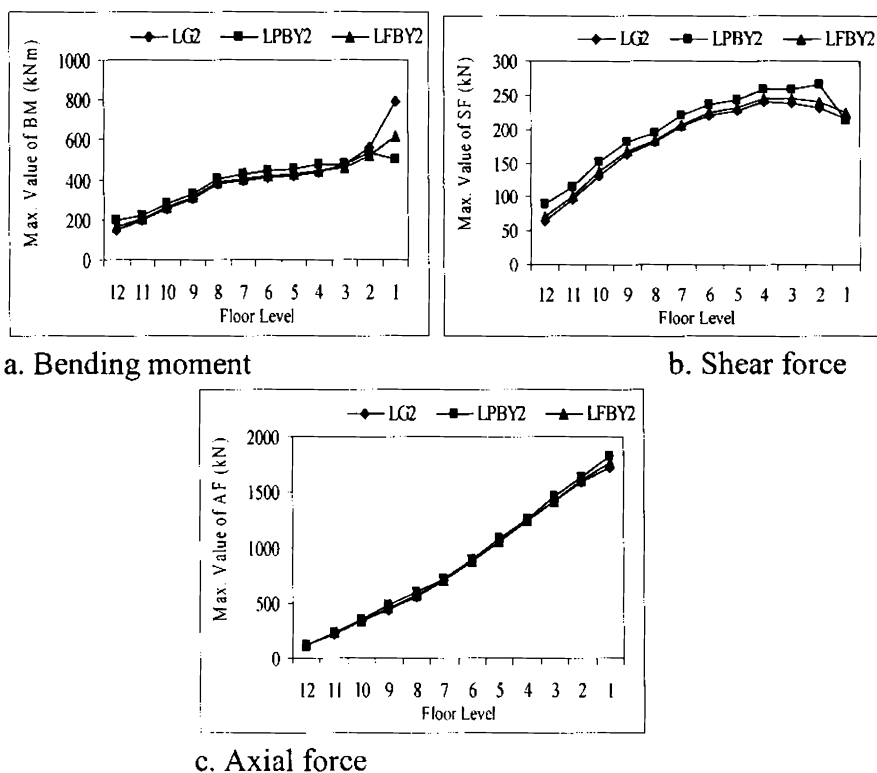 LG2 LPBY2 LFBY2
Max. Value of BM (kNm)
1000
800
600
400
200
0
12 11 10 9 8 7 6 5 4 3 2 1
Floor Level
a. Bending moment
LG2 LPBY2 LFBY2
Max. Value of SF (kN)
300
250
200
150
100
50
0
12 11 10 9 8 7 6 5 4 3 2 1
Floor Level
b. Shear force
LG2 LPBY2 LFBY2
Max. Value of AF (kN)
2000
1500
1000
500
0
12 11 10 9 8 7 6 5 4 3 2 1
Floor Level
c. Axial force